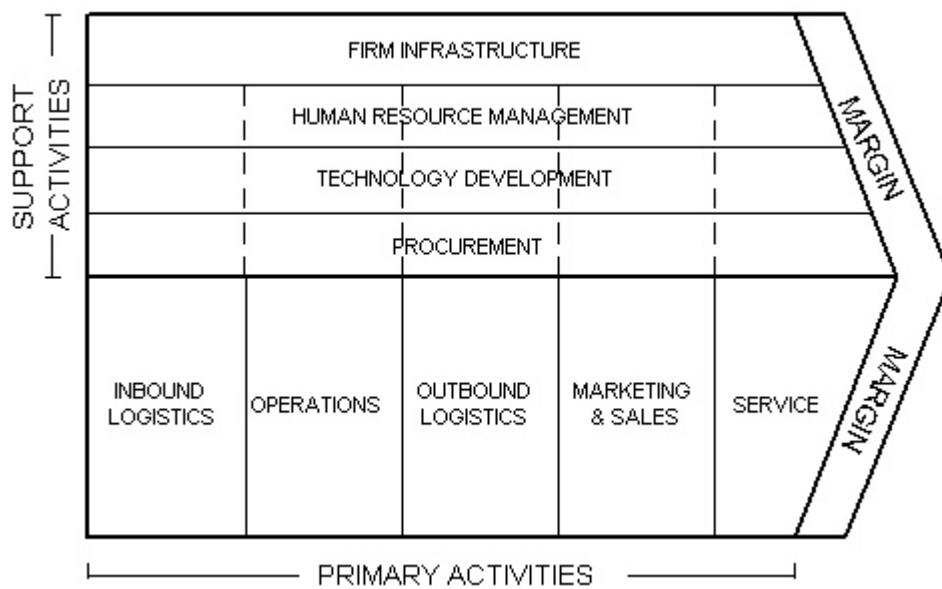 FIRM INFRASTRUCTURE
HUMAN RESOURCE MANAGEMENT
TECHNOLOGY DEVELOPMENT
PROCUREMENT
SUPPORT
ACTIVITIES
MARGIN
INBOUND
LOGISTICS
OPERATIONS
OUTBOUND
LOGISTICS
MARKETING
& SALES
SERVICE
MARGIN
PRIMARY ACTIVITIES